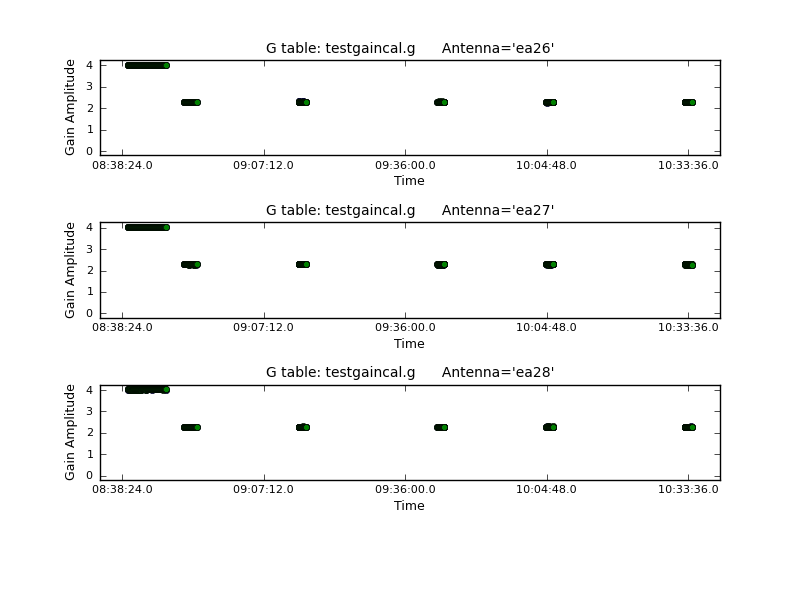 G table: testgaincal.g Antenna='ea26'
Gain Amplitude
4
3
2
1
0
08:38:24.0 09:07:12.0 09:36:00.0 10:04:48.0 10:33:36.0
Time
G table: testgaincal.g Antenna='ea27'
Gain Amplitude
4
3
2
1
0
08:38:24.0 09:07:12.0 09:36:00.0 10:04:48.0 10:33:36.0
Time
G table: testgaincal.g Antenna='ea28'
Gain Amplitude
4
3
2
1
0
08:38:24.0 09:07:12.0 09:36:00.0 10:04:48.0 10:33:36.0
Time